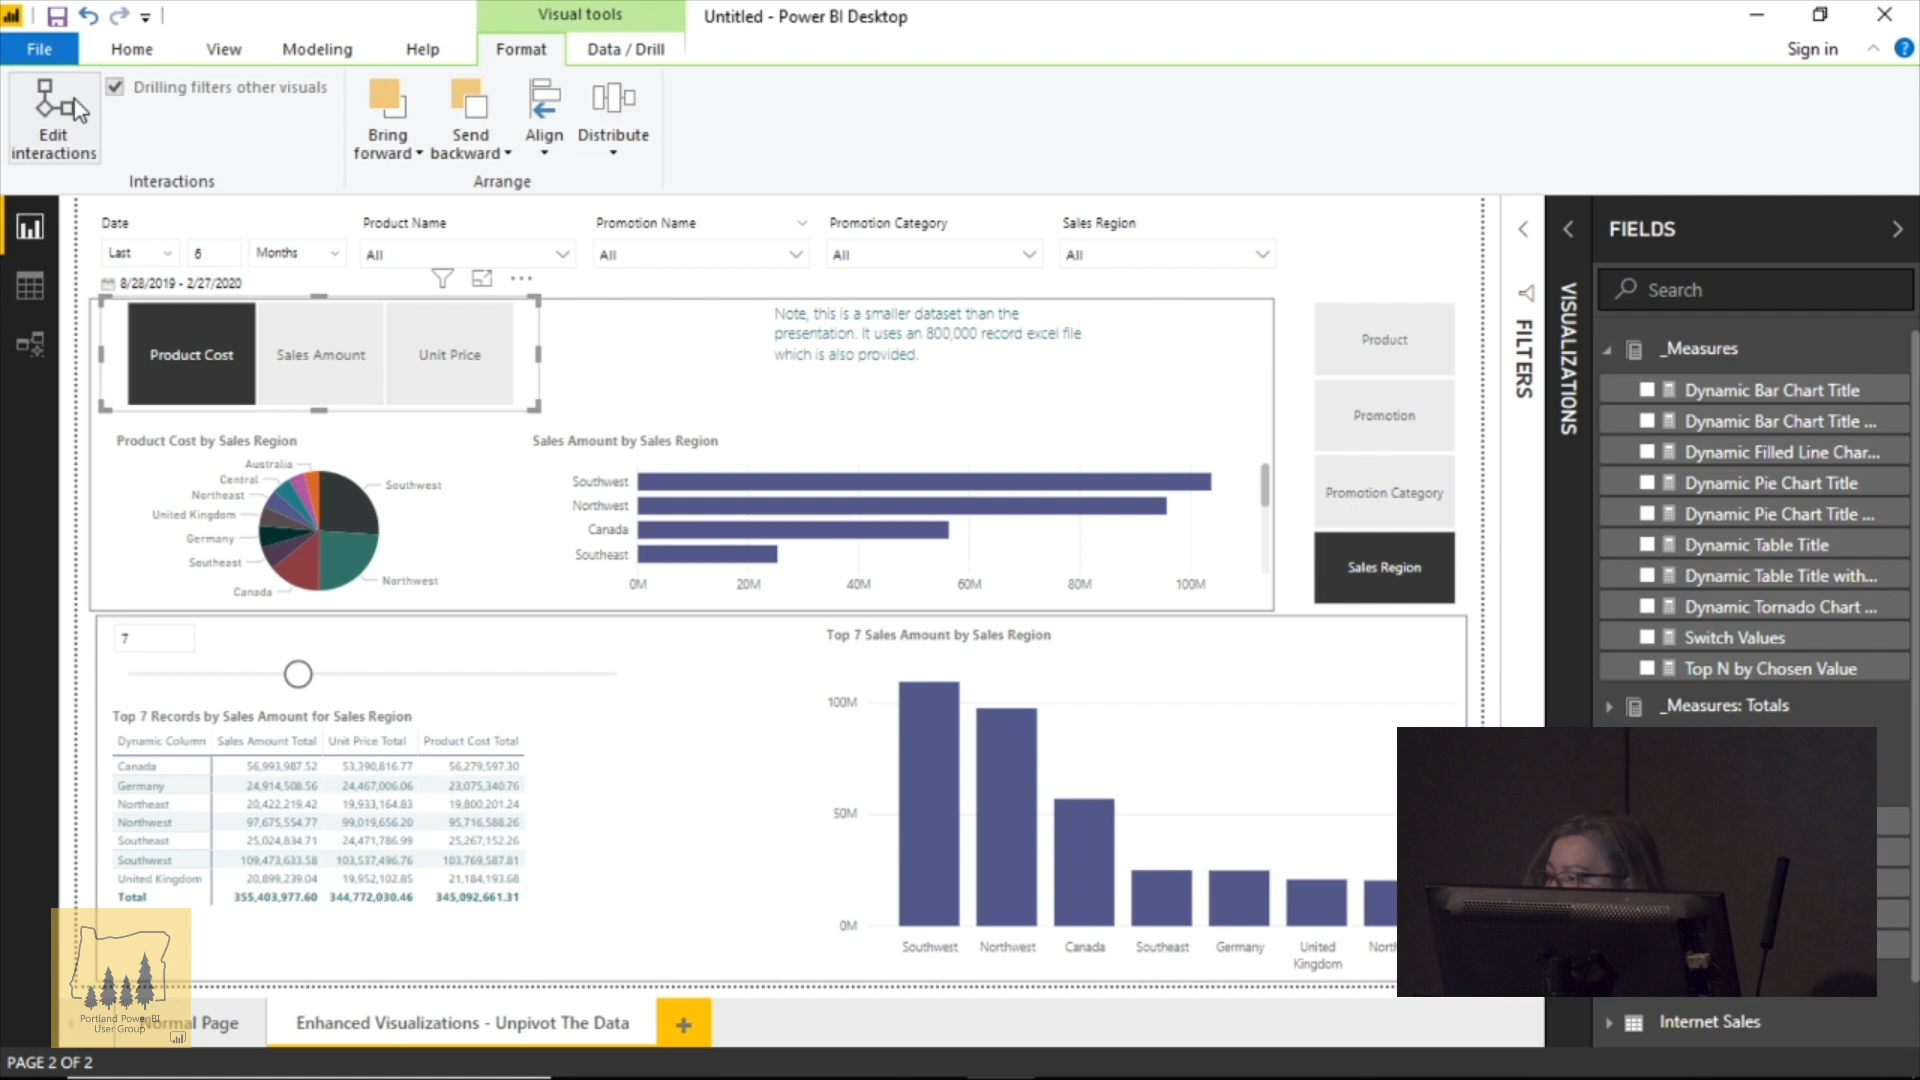 Visual tools
Untitled - Power BI Desktop
File
Home
View
Modeling
Help
Format
Data / Drill
Sign in
Edit
interactions
Drilling filters other visuals
Bring
forward
Send
backward
Align
Distribute
Interactions
Arrange
Date
Product Name
Promotion Name
Promotion Category
Sales Region
Last
6
Months
All
All
All
All
8/28/2019 - 2/27/2020
Product Cost
Sales Amount
Unit Price
Note, this is a smaller dataset than the
presentation. It uses an 800,000 record excel file
which is also provided.
Product
Promotion
Promotion Category
Sales Region
Product Cost by Sales Region
Australia
Central
Northeast
United Kingdom
Germany
Southeast
Canada
Southwest
Northwest
Sales Amount by Sales Region
Southwest
Northwest
Canada
Southeast
0M 20M 40M 60M 80M 100M
7
Top 7 Records by Sales Amount for Sales Region
Dynamic Column Sales Amount Total Unit Price Total Product Cost Total
Canada 56,993,987.52 53,390,816.77 56,279,597.30
Germany 24,914,508.56 24,467,006.06 23,075,340.76
Northeast 20,422,219.42 19,933,164.83 19,800,201.24
Northwest 97,675,554.77 99,019,656.20 95,716,588.26
Southeast 25,024,834.71 24,471,786.99 25,267,152.26
Southwest 109,473,633.58 103,537,496.76 103,769,587.81
United Kingdom 20,899,239.04 19,952,102.85 21,184,193.68
Total 355,403,977.60 344,772,030.46 345,092,661.31
Top 7 Sales Amount by Sales Region
100M
50M
0M
Southwest Northwest Canada Southeast Germany United
Kingdom
FILTERS
VISUALIZATIONS
FIELDS
Search
_Measures
Dynamic Bar Chart Title
Dynamic Bar Chart Title ...
Dynamic Filled Line Char...
Dynamic Pie Chart Title
Dynamic Pie Chart Title ...
Dynamic Table Title
Dynamic Table Title with...
Dynamic Tornado Chart ...
Switch Values
Top N by Chosen Value
_Measures: Totals
Internet Sales
Portland PowerBI
User Group
Normal Page
Enhanced Visualizations - Unpivot The Data
PAGE 2 OF 2